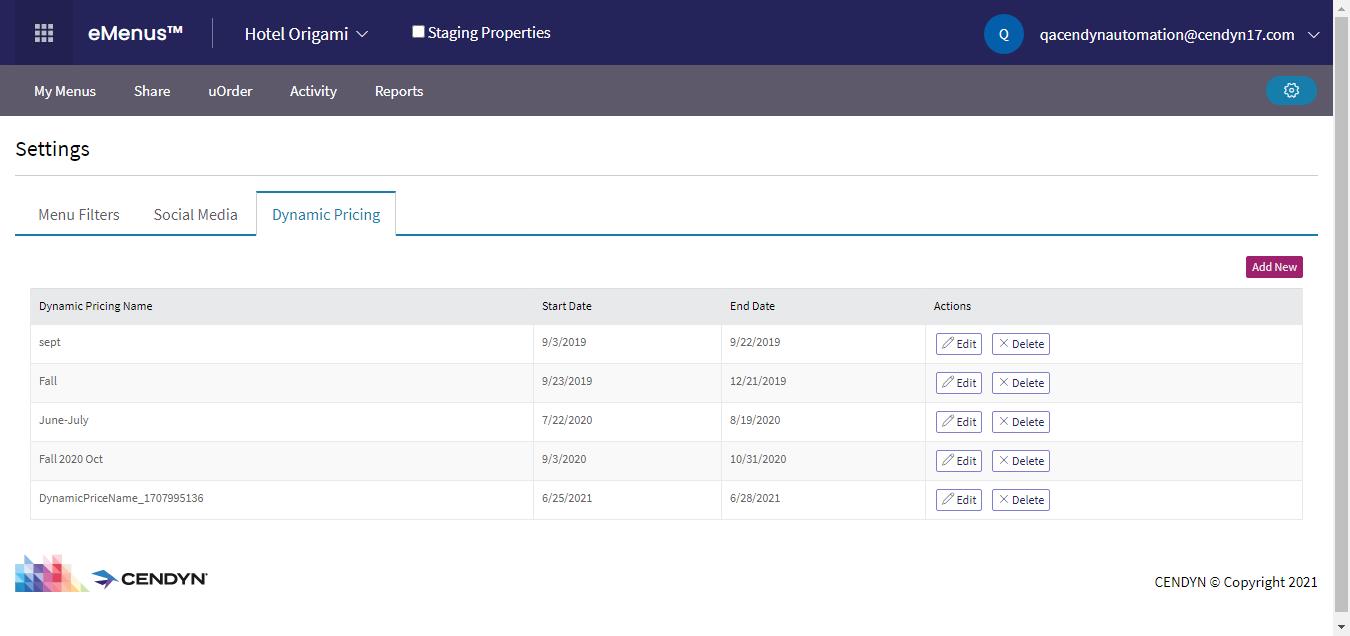 eMenus™ Hotel Origami Staging Properties Q qacendynautomation@cendyn17.com
My Menus Share uOrder Activity Reports
Settings
Menu Filters Social Media Dynamic Pricing
Add New
Dynamic Pricing Name Start Date End Date Actions
sept 9/3/2019 9/22/2019 Edit Delete
Fall 9/23/2019 12/21/2019 Edit Delete
June-July 7/22/2020 8/19/2020 Edit Delete
Fall 2020 Oct 9/3/2020 10/31/2020 Edit Delete
DynamicPriceName_1707995136 6/25/2021 6/28/2021 Edit Delete
CENDYN CENDYN © Copyright 2021